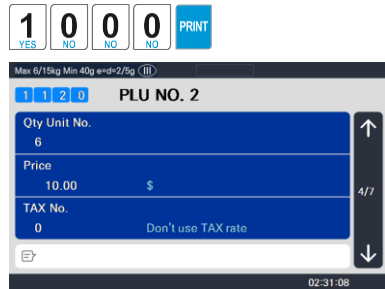 1 0 0 0 PRINT
YES NO NO NO
Max 6/15kg Min 40g e=d=2/5g (III)
1 1 2 0 PLU NO. 2
Qty Unit No.
6
Price
10.00 $
4/7
TAX No.
0 Don't use TAX rate
02:31:08